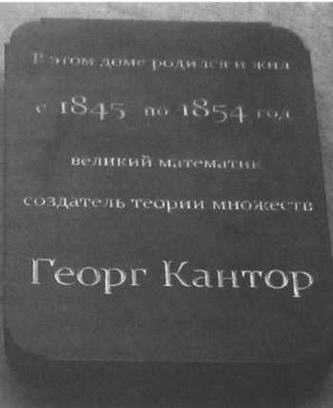 В этом доме родился и жил
с 1845 по 1854 год
великий математик
создатель теории множеств
Георг Кантор